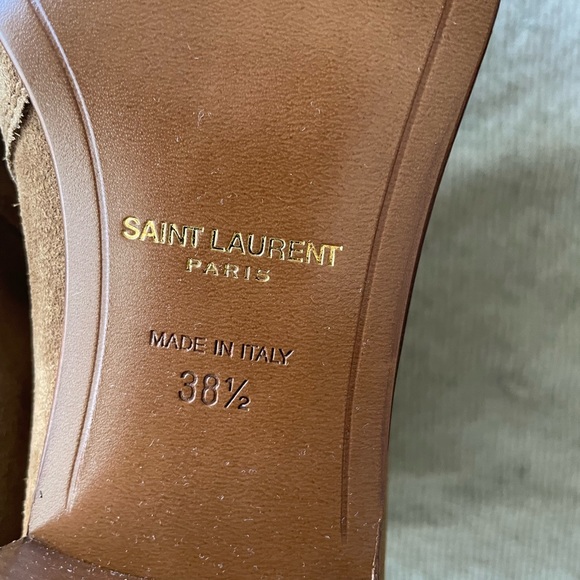 SAINT LAURENT
PARIS
MADE IN ITALY
38½